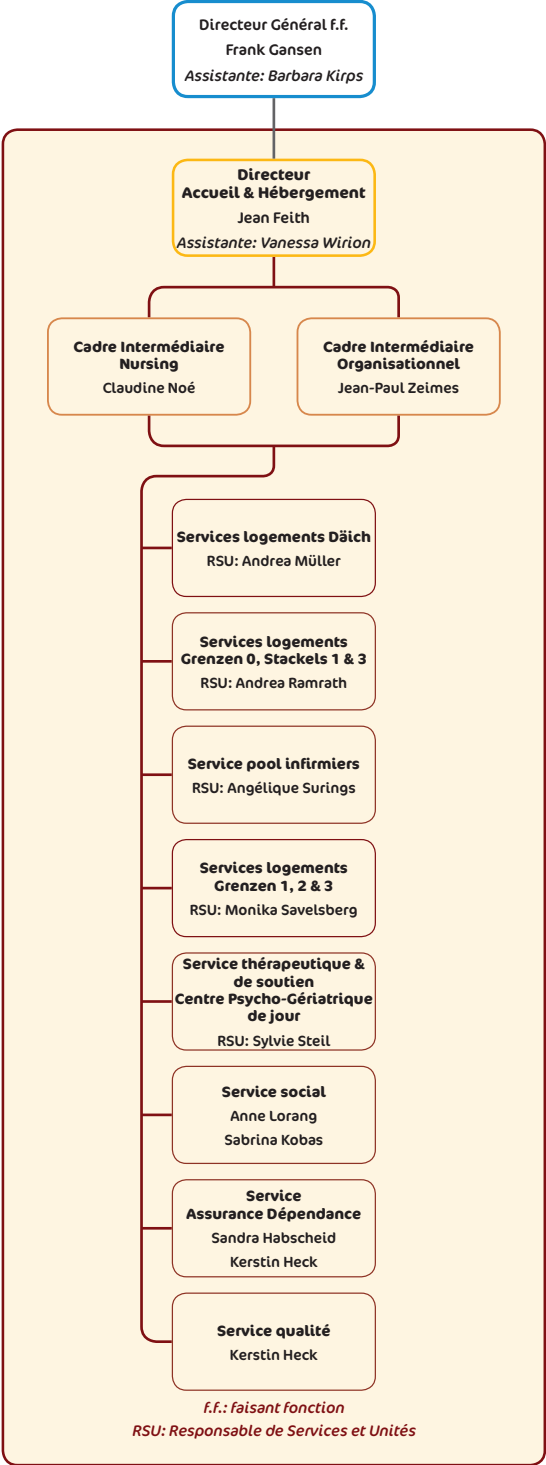 Directeur Général f.f.
Frank Gansen
Assistante: Barbara Kirps
Directeur
Accueil & Hébergement
Jean Feith
Assistante: Vanessa Wirion
Cadre Intermédiaire
Nursing
Claudine Noé
Cadre Intermédiaire
Organisationnel
Jean-Paul Zeimes
Services logements Däich
RSU: Andrea Müller
Services logements
Grenzen 0, Stackels 1 & 3
RSU: Andrea Ramrath
Service pool infirmiers
RSU: Angélique Surings
Services logements
Grenzen 1, 2 & 3
RSU: Monika Savelsberg
Service thérapeutique &
de soutien
Centre Psycho-Gériatrique
de jour
RSU: Sylvie Steil
Service social
Anne Lorang
Sabrina Kobas
Service
Assurance Dépendance
Sandra Habscheid
Kerstin Heck
Service qualité
Kerstin Heck
f.f.: faisant fonction
RSU: Responsable de Services et Unités